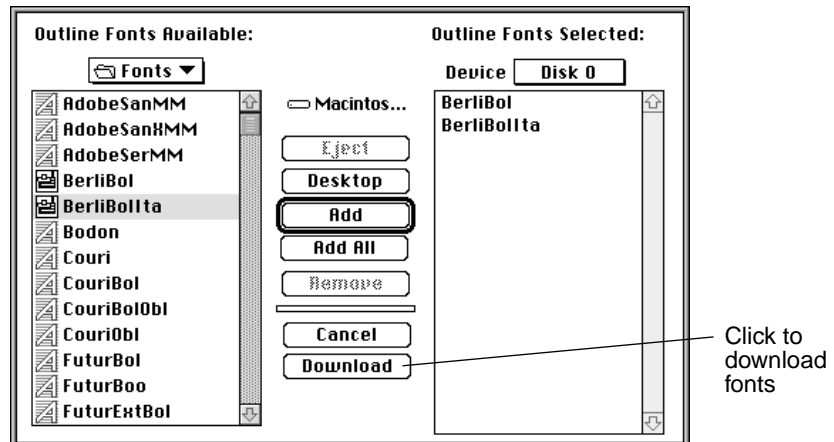 Outline Fonts Available:
Fonts
AdobeSanMM
AdobeSanXMM
AdobeSerMM
BerliBol
BerliBolIta
Bodon
Couri
CouriBol
CouriBolObl
CouriObl
FuturBol
FuturBoo
FuturExtBol
Macintos...
Eject
Desktop
Add
Add All
Remove
Cancel
Download
Outline Fonts Selected:
Device Disk 0
BerliBol
BerliBolIta
Click to
download
fonts